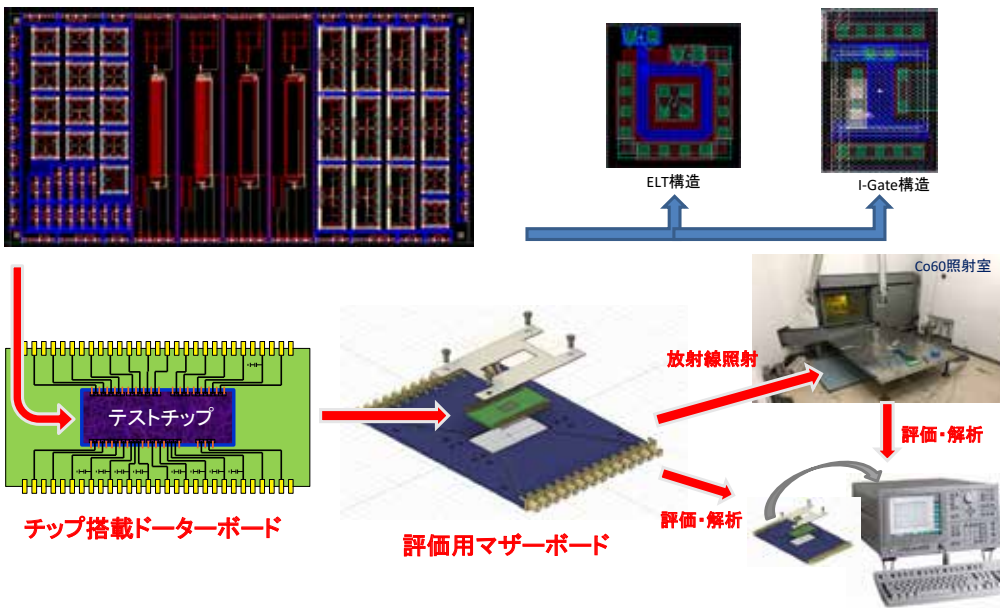 ELT構造
I-Gate構造
Co60照射室
テストチップ
放射線照射
評価・解析
チップ搭載ドーターボード
評価用マザーボード
評価・解析